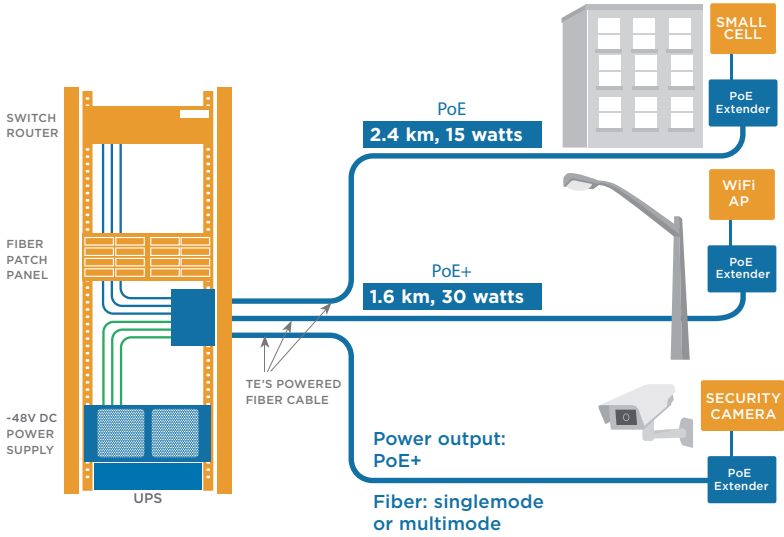 SWITCH
ROUTER
FIBER
PATCH
PANEL
-48V DC
POWER
SUPPLY
UPS
TE'S POWERED
FIBER CABLE
PoE
2.4 km, 15 watts
PoE+
1.6 km, 30 watts
Power output:
PoE+
Fiber: singlemode
or multimode
SMALL
CELL
PoE
Extender
WiFi
AP
PoE
Extender
SECURITY
CAMERA
PoE
Extender